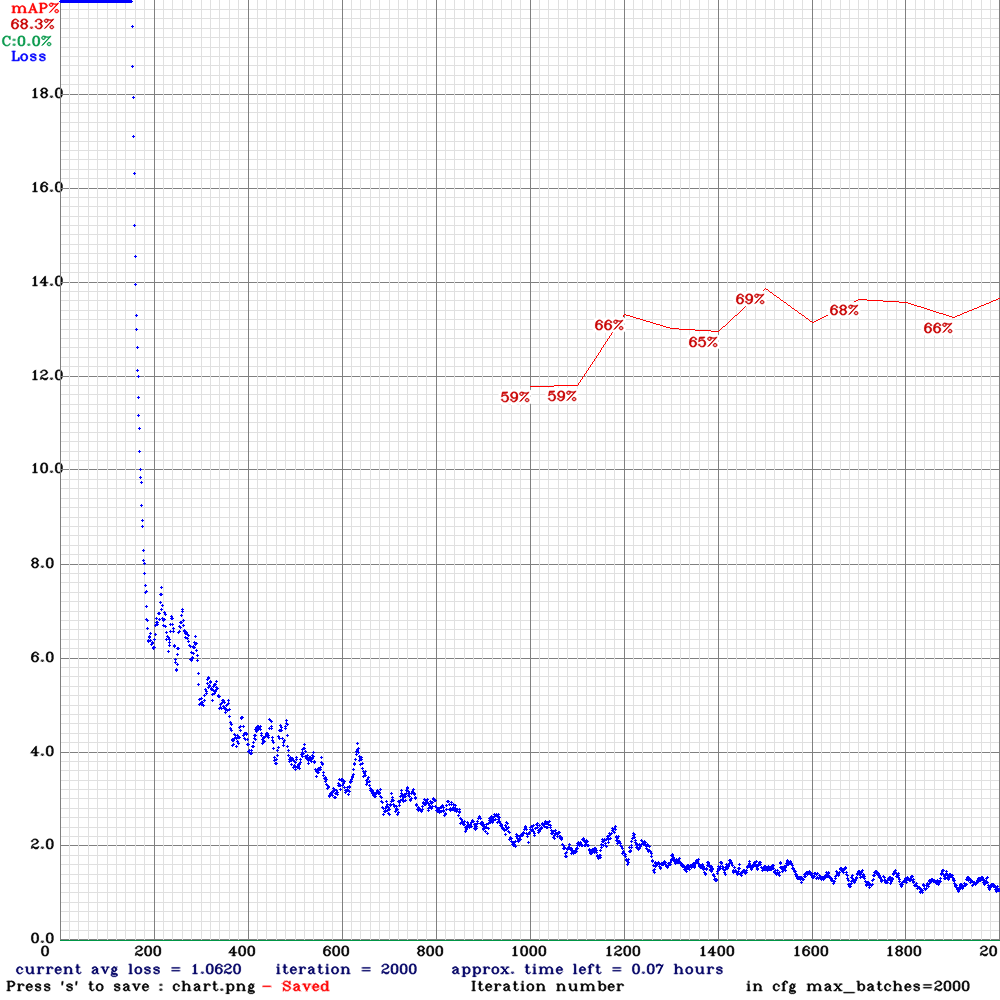 mAP%
68.3%
C:0.0%
Loss
18.0
16.0
14.0
12.0
10.0
8.0
6.0
4.0
2.0
0.0
59% 59% 66% 65% 69% 68% 66%
0 200 400 600 800 1000 1200 1400 1600 1800 20
current avg loss = 1.0620 iteration = 2000 approx. time left = 0.07 hours
Press 's' to save : chart.png - Saved Iteration number in cfg max_batches=2000